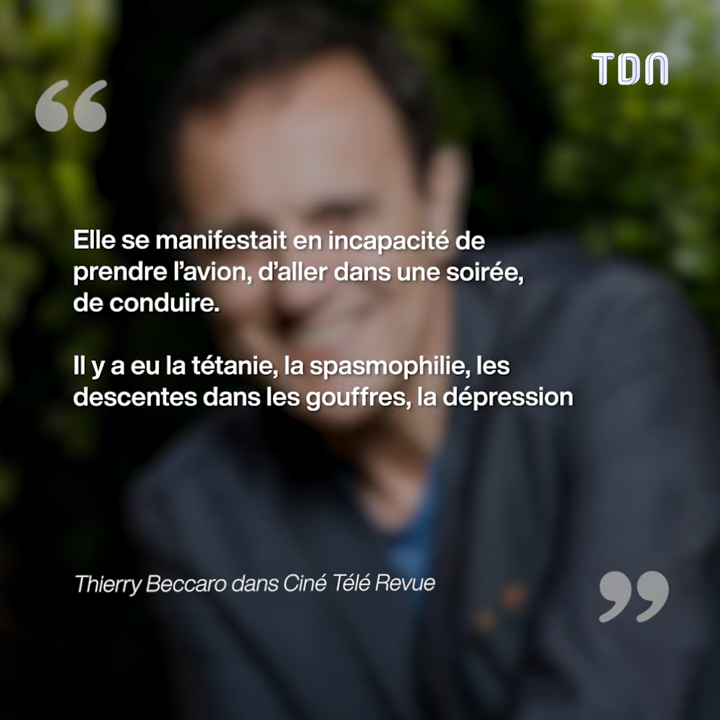 TDN
Elle se manifestait en incapacité de
prendre l’avion, d’aller dans une soirée,
de conduire.
Il y a eu la tétanie, la spasmophilie, les
descentes dans les gouffres, la dépression
Thierry Beccaro dans Ciné Télé Revue